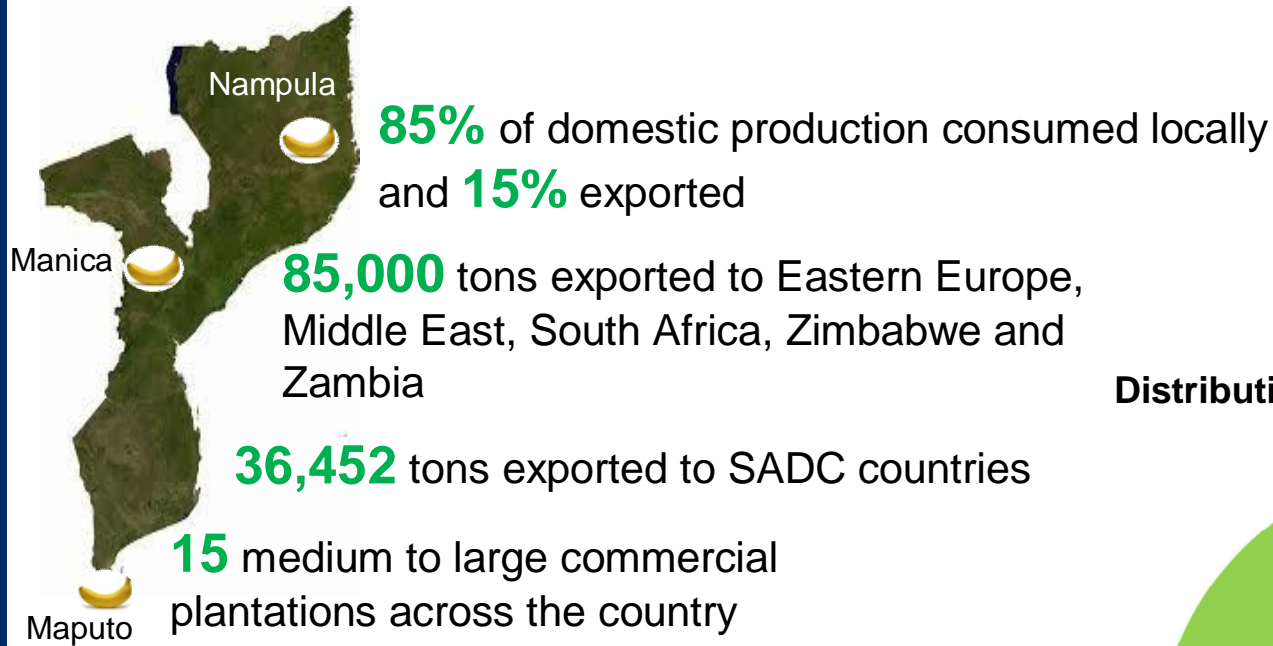 Nampula
85% of domestic production consumed locally
and 15% exported
Manica
85,000 tons exported to Eastern Europe,
Middle East, South Africa, Zimbabwe and
Zambia
Distributi
36,452 tons exported to SADC countries
15 medium to large commercial
plantations across the country
Maputo